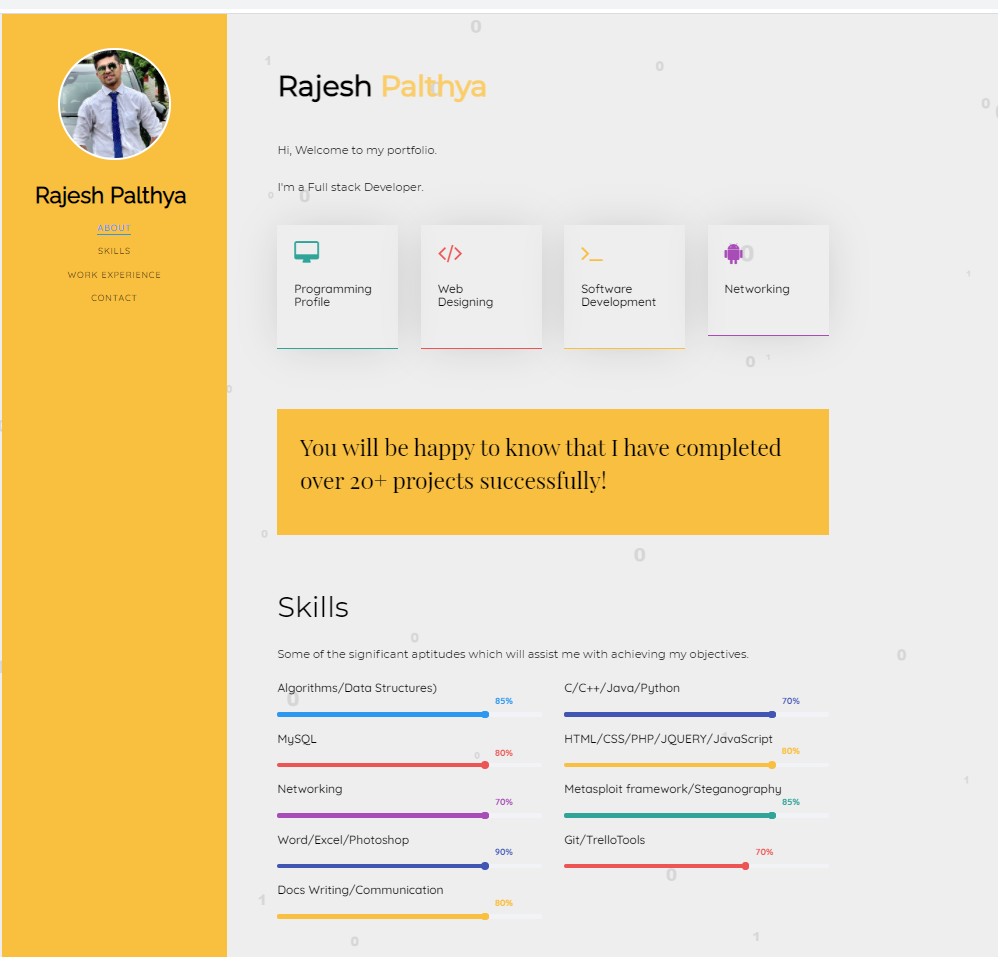 Rajesh Palthya
ABOUT
SKILLS
WORK EXPERIENCE
CONTACT
Rajesh Palthya
Hi, Welcome to my portfolio.
I'm a Full stack Developer.
Programming
Profile
Web
Designing
Software
Development
Networking
You will be happy to know that I have completed
over 20+ projects successfully!
Skills
Some of the significant aptitudes which will assist me with achieving my objectives.
Algorithms/Data Structures)
85%
C/C++/Java/Python
70%
MySQL
80%
HTML/CSS/PHP/JQUERY/JavaScript
80%
Networking
70%
Metasploit framework/Steganography
85%
Word/Excel/Photoshop
90%
Git/TrelloTools
70%
Docs Writing/Communication
80%